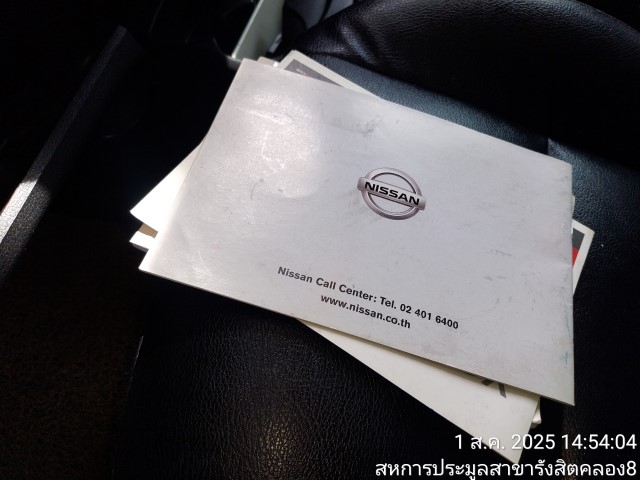 NISSAN
Nissan Call Center: Tel. 02 401 6400
www.nissan.co.th
1 ส.ค. 2025 14:54:04
สหการประมูลสาขารังสิตคลอง8